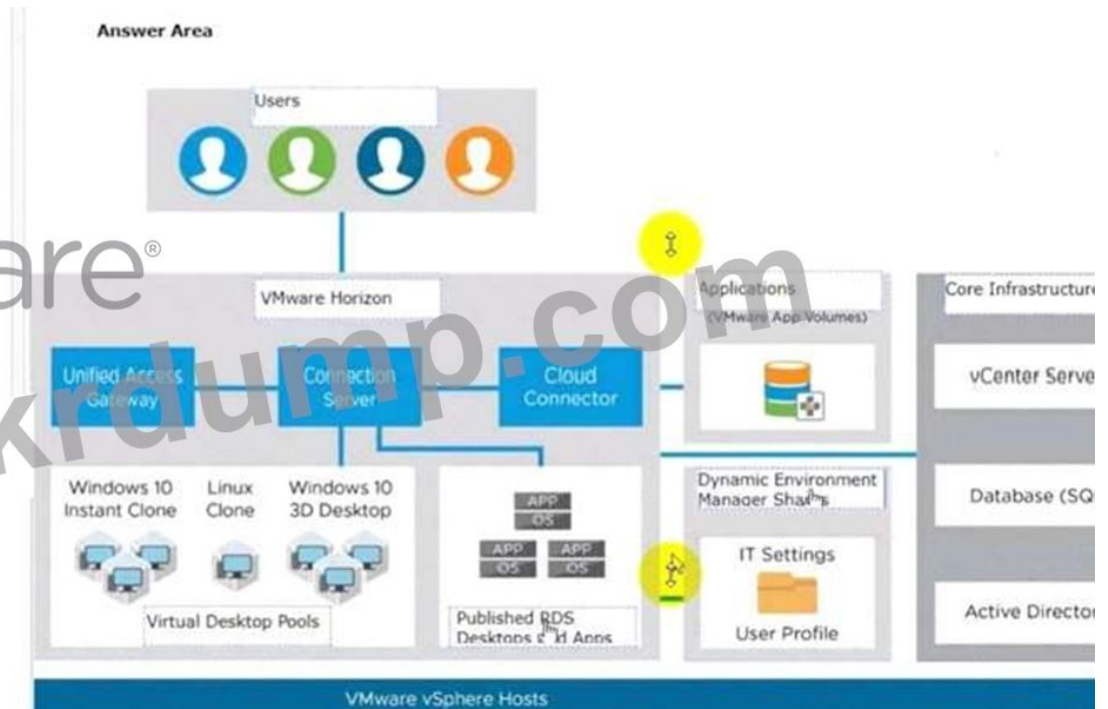 Answer Area
Users
are®
VMware Horizon
Applications
(VMware App Volumes)
Core Infrastructure
Unified Access
Gateway
Connection
Server
Cloud
Connector
vCenter Serve
krdump.com
Windows 10
Instant Clone
Linux
Clone
Windows 10
3D Desktop
APP
OS
APP
OS
APP
OS
Dynamic Environment
Manager
Database (SQ
IT Settings
User Profile
Virtual Desktop Pools
Published RDS
Desktops Apps
Active Director
VMware vSphere Hosts